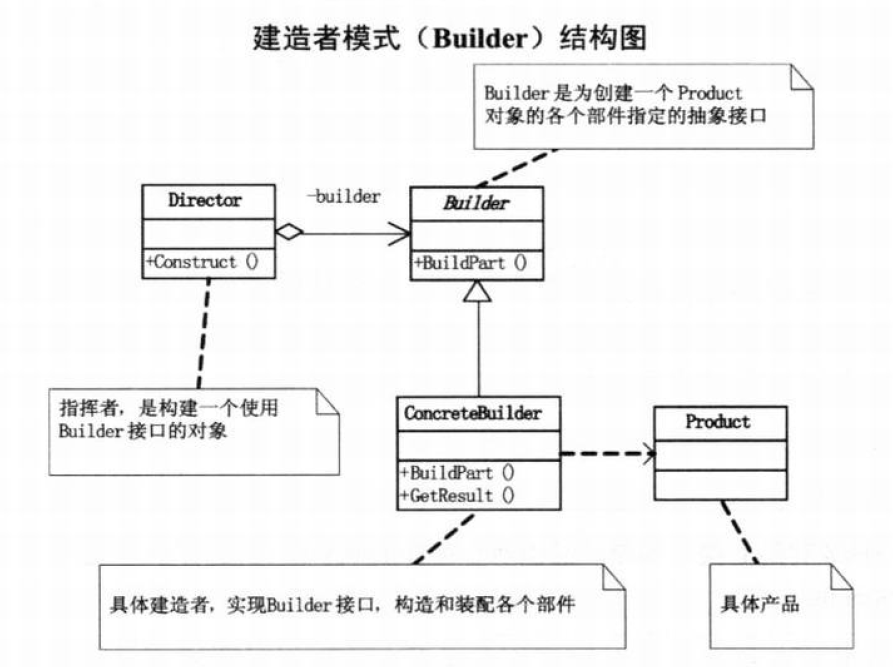 建造者模式（Builder）结构图
Builder是为创建一个Product
对象的各个部件指定的抽象接口
Director
-builder
Builder
+Construct ()
+BuildPart ()
指挥者，是构建一个使用
Builder接口的对象
ConcreteBuilder
Product
+BuildPart ()
+GetResult ()
具体建造者，实现Builder接口，构造和装配各个部件
具体产品